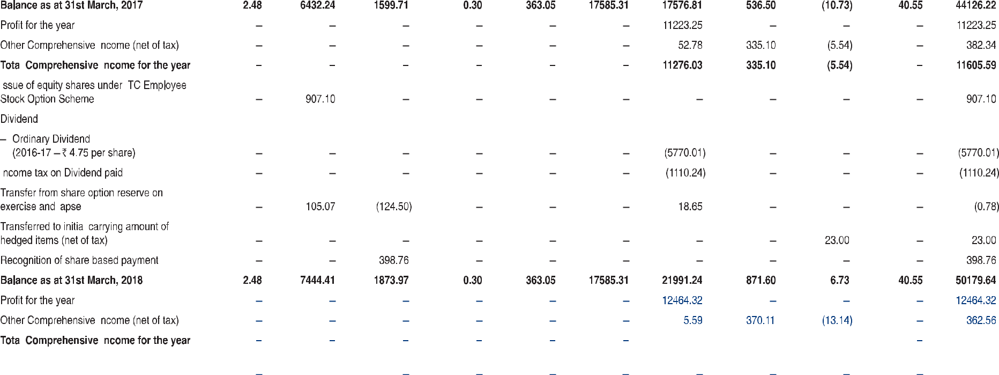 Balance as at 31st March, 2017 2.48 6432.24 1599.71 0.30 363.05 17585.31 17576.81 536.50 (10.73) 40.55 44126.22
Profit for the year – – – – – – 11223.25 – – – 11223.25
Other Comprehensive ncome (net of tax) – – – – – – 52.78 335.10 (5.54) – 382.34
Tota Comprehensive ncome for the year – – – – – – 11276.03 335.10 (5.54) – 11605.59
ssue of equity shares under TC Employee
Stock Option Scheme – 907.10 – – – – – – – – 907.10
Dividend
– Ordinary Dividend
(2016-17 – ₹ 4.75 per share) – – – – – – (5770.01) – – – (5770.01)
ncome tax on Dividend paid – – – – – – (1110.24) – – – (1110.24)
Transfer from share option reserve on
exercise and apse – 105.07 (124.50) – – – 18.65 – – – (0.78)
Transferred to initia carrying amount of
hedged items (net of tax) – – – – – – – – 23.00 – 23.00
Recognition of share based payment – – 398.76 – – – – – – – 398.76
Balance as at 31st March, 2018 2.48 7444.41 1873.97 0.30 363.05 17585.31 21991.24 871.60 6.73 40.55 50179.64
Profit for the year – – – – – – 12464.32 – – – 12464.32
Other Comprehensive ncome (net of tax) – – – – – – 5.59 370.11 (13.14) – 362.56
Tota Comprehensive ncome for the year – – – – – – –
– – – – – – – – –